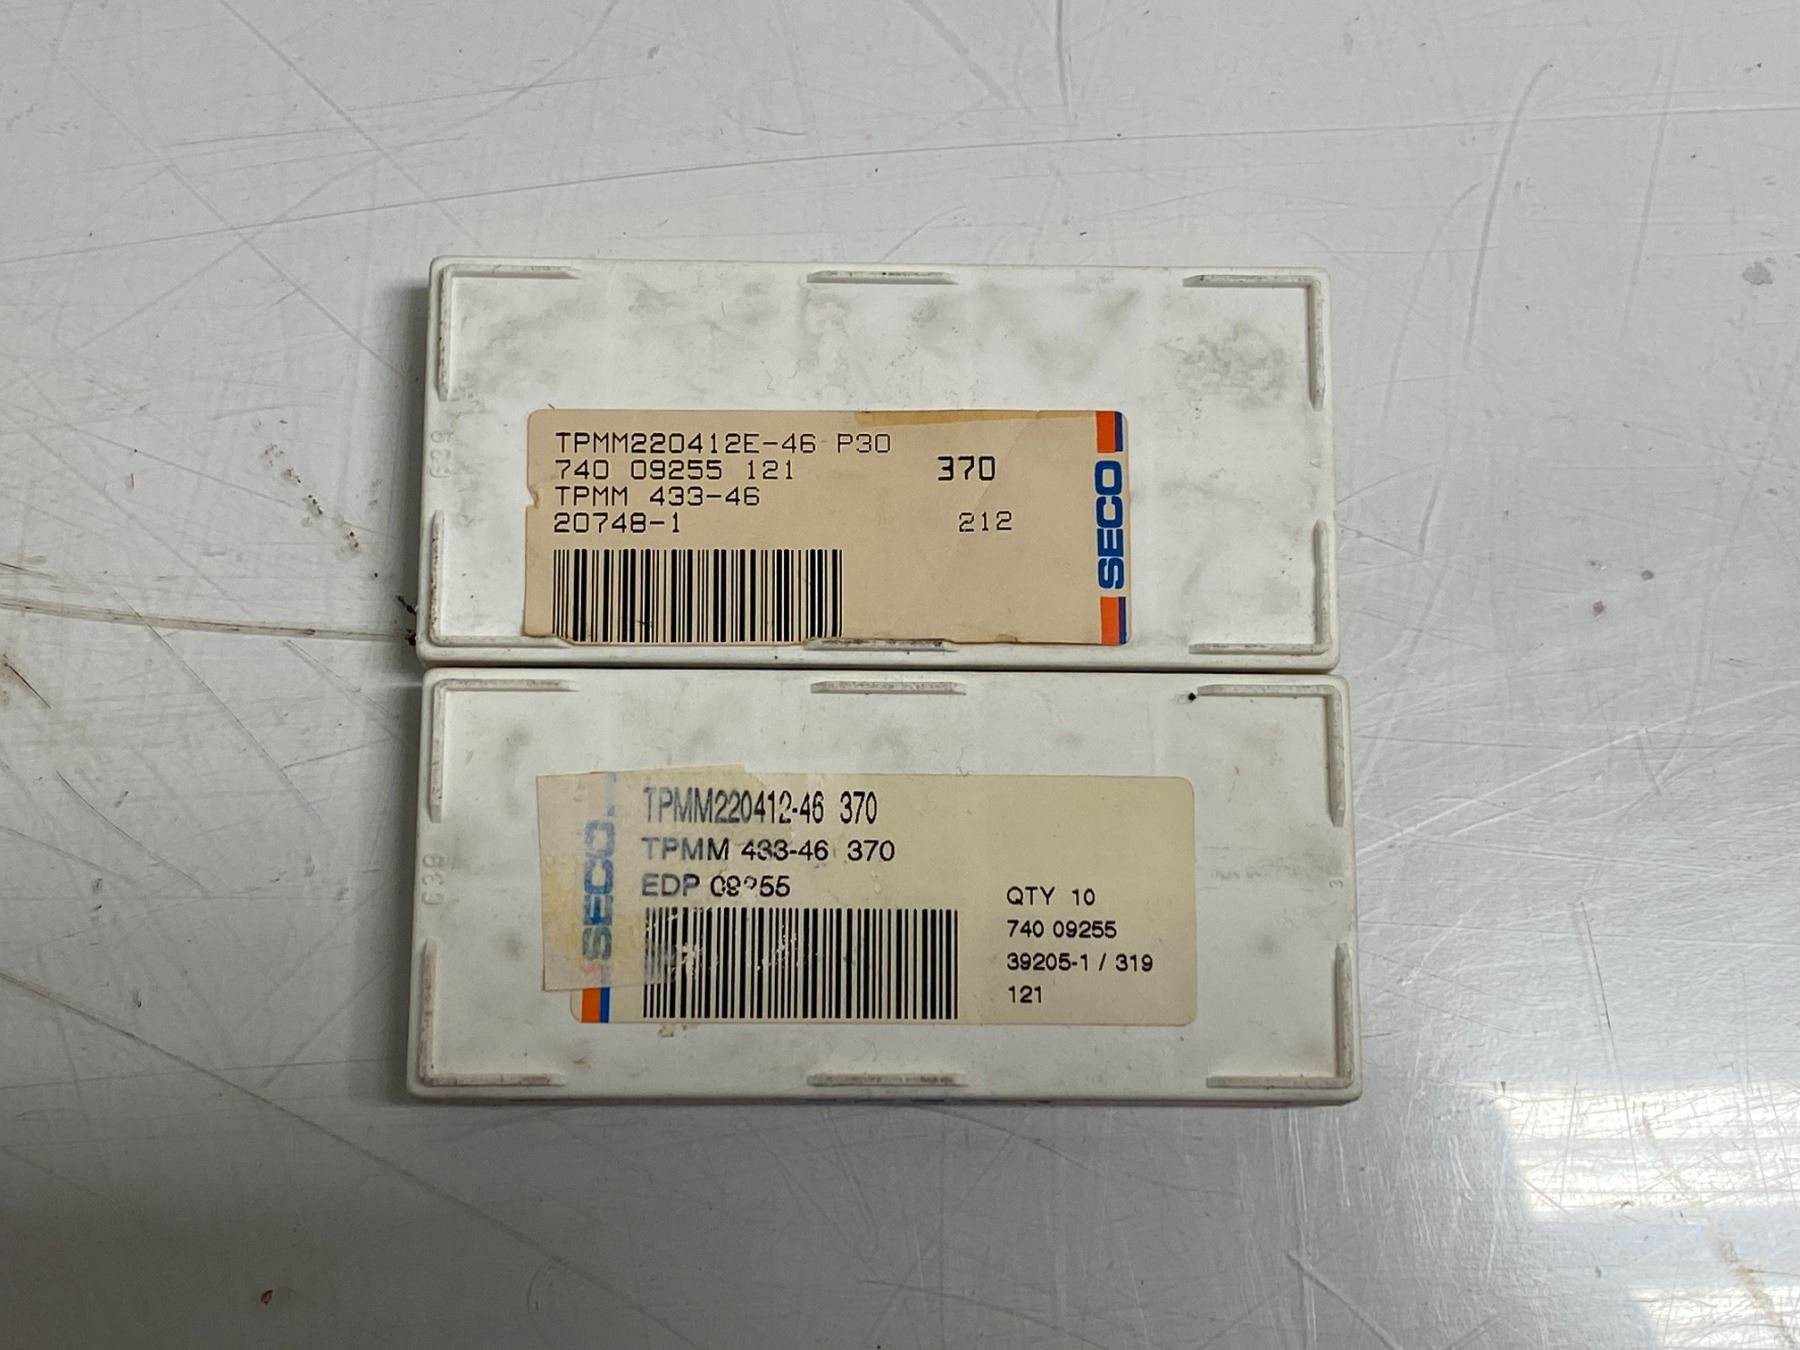 TPMM220412E-46 P30
740 09255 121
370
TPMM 433-46
20748-1
212
SECO
TPMM220412-46 370
TPMM 433-46 370
EDP 09255
SECO
QTY 10
740 09255
39205-1 / 319
121